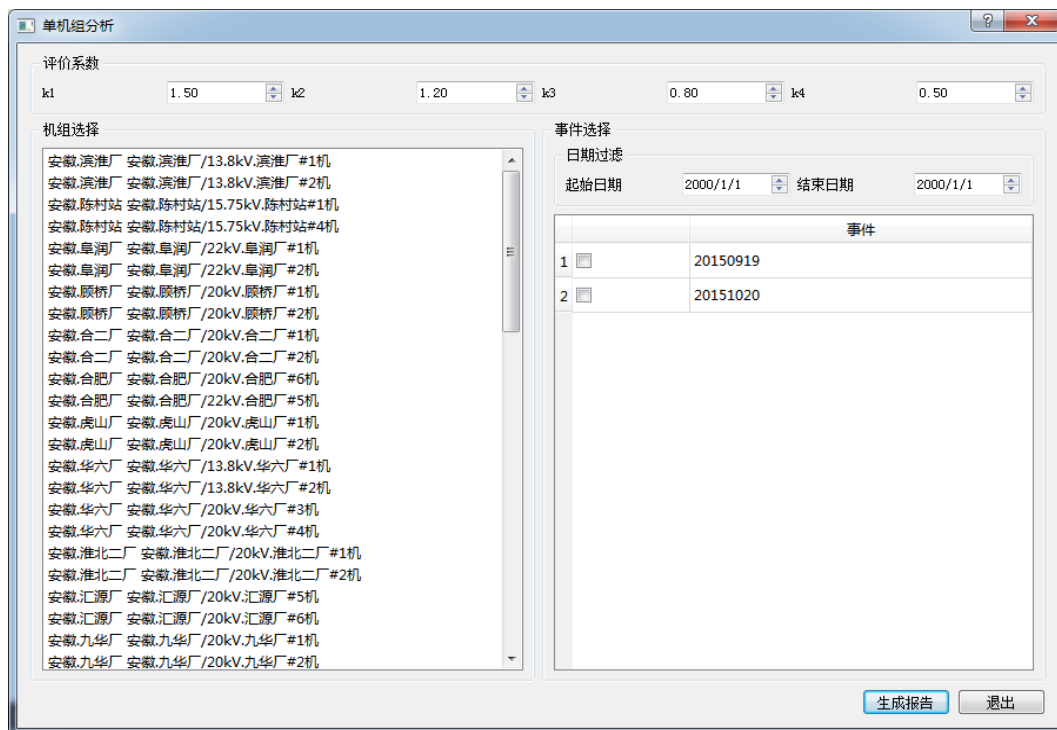 单机组分析
评价系数
k1 1.50 k2 1.20 k3 0.80 k4 0.50
机组选择
安徽.滨淮厂 安徽.滨淮厂/13.8kV.滨淮厂#1机
安徽.滨淮厂 安徽.滨淮厂/13.8kV.滨淮厂#2机
安徽.陈村站 安徽.陈村站/15.75kV.陈村站#1机
安徽.陈村站 安徽.陈村站/15.75kV.陈村站#4机
安徽.阜润厂 安徽.阜润厂/22kV.阜润厂#1机
安徽.阜润厂 安徽.阜润厂/22kV.阜润厂#2机
安徽.顾桥厂 安徽.顾桥厂/20kV.顾桥厂#1机
安徽.顾桥厂 安徽.顾桥厂/20kV.顾桥厂#2机
安徽.合二厂 安徽.合二厂/20kV.合二厂#1机
安徽.合二厂 安徽.合二厂/20kV.合二厂#2机
安徽.合肥厂 安徽.合肥厂/20kV.合肥厂#6机
安徽.合肥厂 安徽.合肥厂/22kV.合肥厂#5机
安徽.虎山厂 安徽.虎山厂/20kV.虎山厂#1机
安徽.虎山厂 安徽.虎山厂/20kV.虎山厂#2机
安徽.华六厂 安徽.华六厂/13.8kV.华六厂#1机
安徽.华六厂 安徽.华六厂/13.8kV.华六厂#2机
安徽.华六厂 安徽.华六厂/20kV.华六厂#3机
安徽.华六厂 安徽.华六厂/20kV.华六厂#4机
安徽.淮北二厂 安徽.淮北二厂/20kV.淮北二厂#1机
安徽.淮北二厂 安徽.淮北二厂/20kV.淮北二厂#2机
安徽.汇源厂 安徽.汇源厂/20kV.汇源厂#5机
安徽.汇源厂 安徽.汇源厂/20kV.汇源厂#6机
安徽.九华厂 安徽.九华厂/20kV.九华厂#1机
安徽.九华厂 安徽.九华厂/20kV.九华厂#2机
事件选择
日期过滤
起始日期 2000/1/1 结束日期 2000/1/1
事件
1 20150919
2 20151020
生成报告 退出